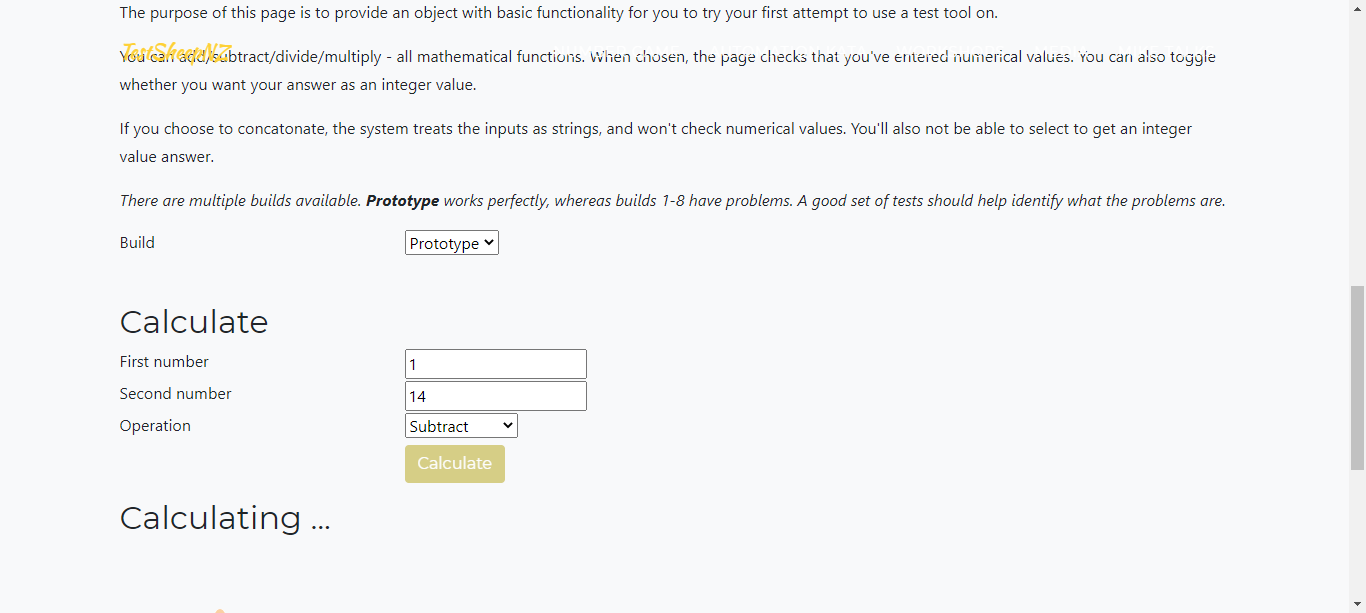 The purpose of this page is to provide an object with basic functionality for you to try your first attempt to use a test tool on.
TestSheepNZ
You can add/subtract/divide/multiply - all mathematical functions. When chosen, the page checks that you've entered numerical values. You can also toggle
whether you want your answer as an integer value.
If you choose to concatonate, the system treats the inputs as strings, and won't check numerical values. You'll also not be able to select to get an integer
value answer.
There are multiple builds available. Prototype works perfectly, whereas builds 1-8 have problems. A good set of tests should help identify what the problems are.
Build Prototype
Calculate
First number 1
Second number 14
Operation Subtract
Calculate
Calculating ...